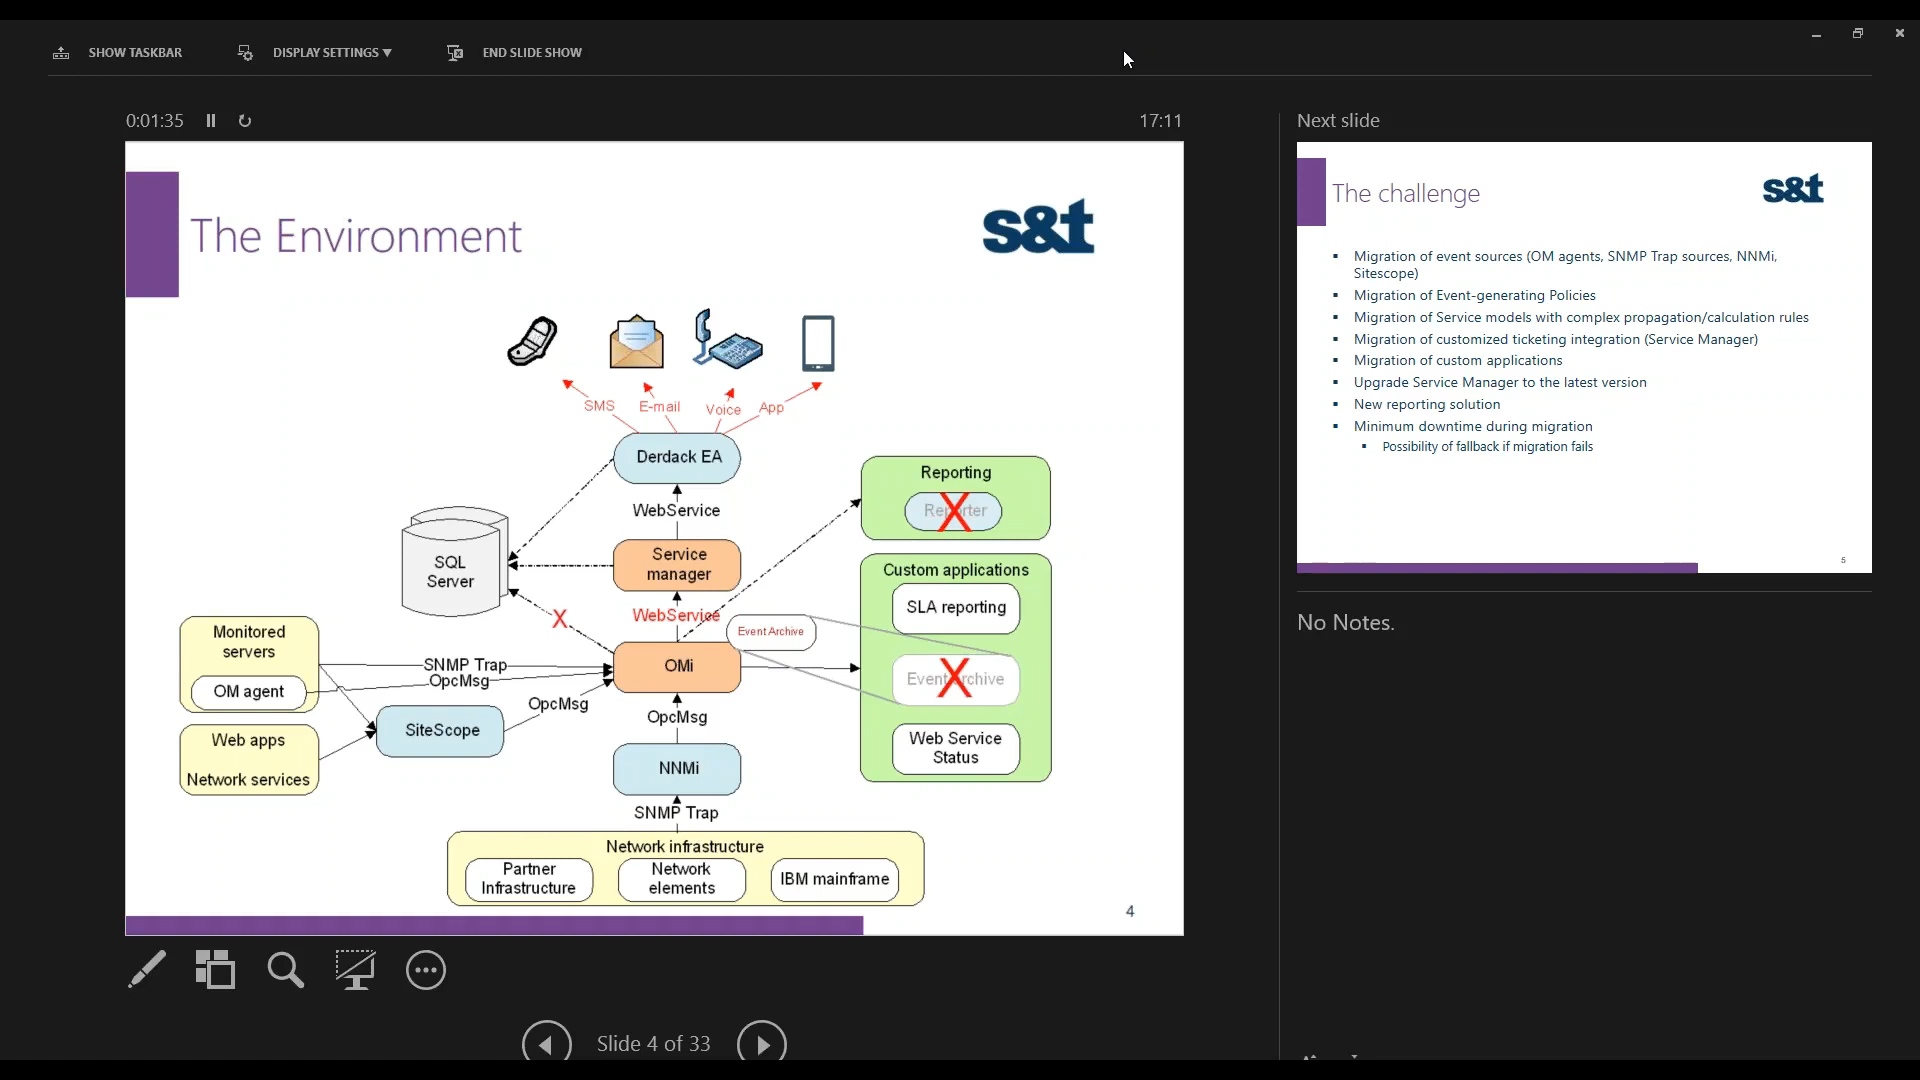 SHOW TASKBAR
DISPLAY SETTINGS ▼
END SLIDE SHOW
0:01:35
17:11
The Environment
s&t
SMS
E-mail
Voice
App
Derdack EA
WebService
Service
manager
WebService
SQL
Server
X
Event Archive
OMi
Reporting
Reporter
X
Custom applications
SLA reporting
Event Archive
X
Web Service
Status
Monitored
servers
OM agent
Web apps
Network services
SNMP Trap
OpcMsg
OpcMsg
SiteScope
OpcMsg
NNMi
SNMP Trap
Network infrastructure
Partner
Infrastructure
Network
elements
IBM mainframe
4
Slide 4 of 33
Next slide
The challenge
s&t
▪ Migration of event sources (OM agents, SNMP Trap sources, NNMi,
Sitescope)
▪ Migration of Event-generating Policies
▪ Migration of Service models with complex propagation/calculation rules
▪ Migration of customized ticketing integration (Service Manager)
▪ Migration of custom applications
▪ Upgrade Service Manager to the latest version
▪ New reporting solution
▪ Minimum downtime during migration
▪ Possibility of fallback if migration fails
5
No Notes.